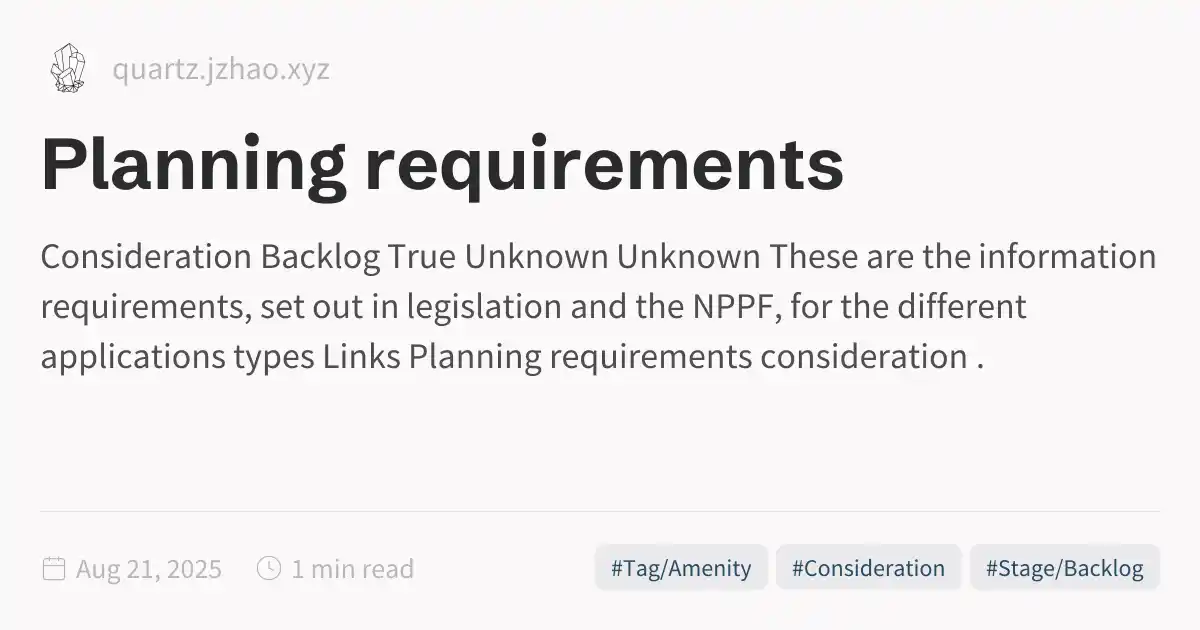 quartz.jzhao.xyz
Planning requirements
Consideration Backlog True Unknown Unknown These are the information
requirements, set out in legislation and the NPPF, for the different
applications types Links Planning requirements consideration .
Aug 21, 2025 1 min read #Tag/Amenity #Consideration #Stage/Backlog